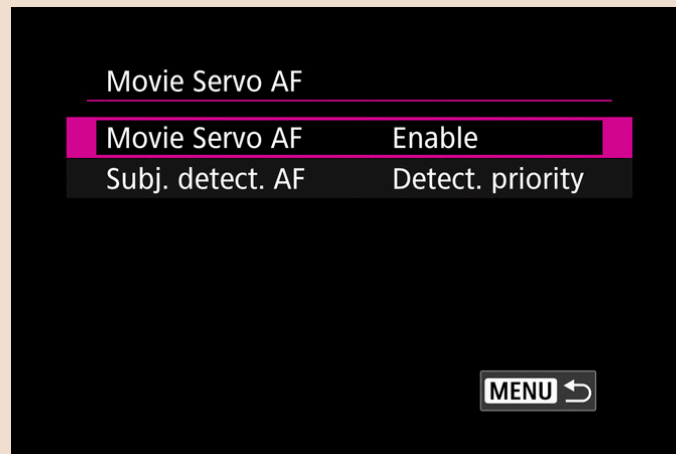 Movie Servo AF
Movie Servo AF Enable
Subj. detect. AF Detect. priority
MENU